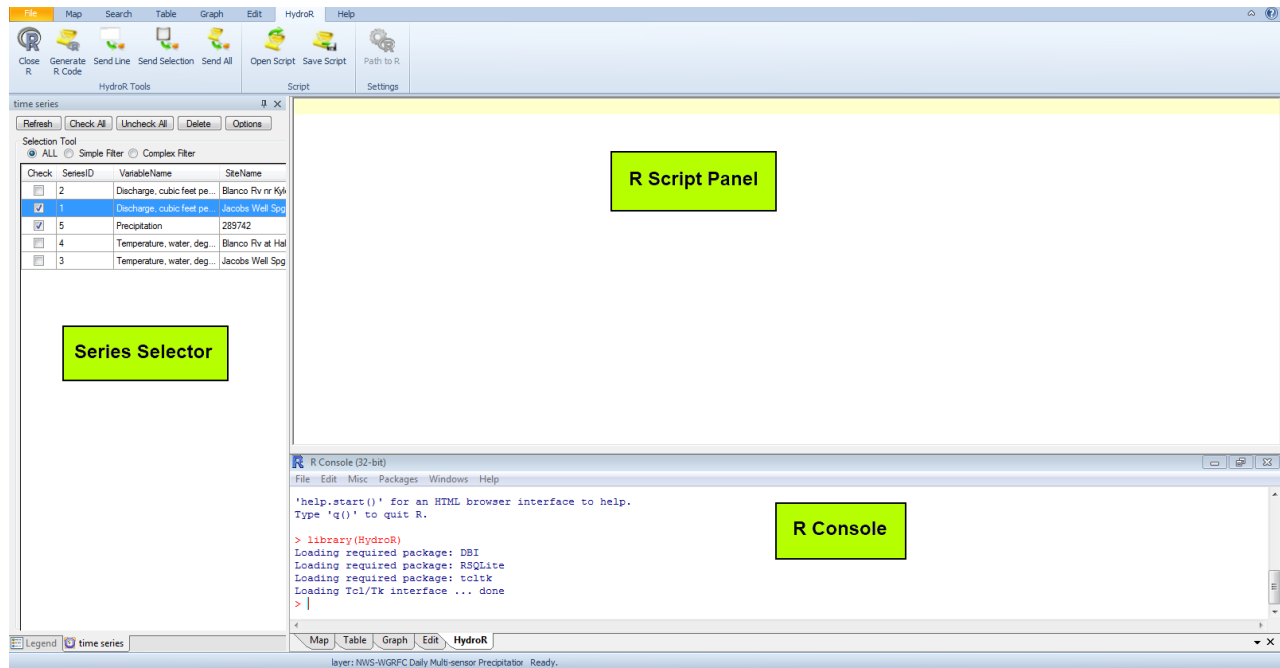 File Map Search Table Graph Edit HydroR Help
Close R
Generate R Code
Send Line
Send Selection
Send All
Open Script
Save Script
Path to R
HydroR Tools
Script
Settings
time series
Refresh Check All Uncheck All Delete Options
Selection Tool
ALL Simple Filter Complex Filter
Check SeriesID VariableName SiteName
2 Discharge, cubic feet pe... Blanco Rv nr Kyl
1 Discharge, cubic feet pe... Jacobs Well Spg
5 Precipitation 289742
4 Temperature, water, deg... Blanco Rv at Hal
3 Temperature, water, deg... Jacobs Well Spg
Series Selector
R Script Panel
R Console (32-bit)
File Edit Misc Packages Windows Help
'help.start()' for an HTML browser interface to help.
Type 'q()' to quit R.
> library(HydroR)
Loading required package: DBI
Loading required package: RSQLite
Loading required package: tcltk
Loading Tcl/Tk interface ... done
>
R Console
Legend time series
Map Table Graph Edit HydroR
layer: NWS-WGRFC Daily Multi-sensor Precipitation Ready.